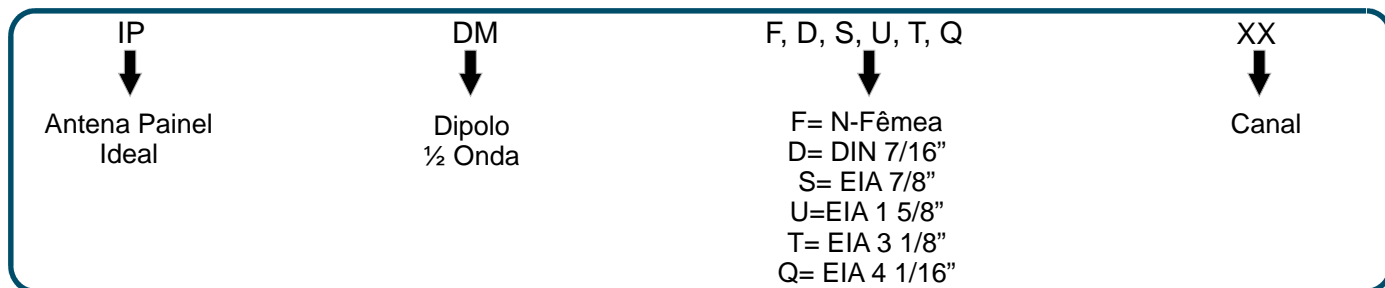 IP
Antena Painel
Ideal
DM
Dipolo
½ Onda
F, D, S, U, T, Q
F= N-Fêmea
D= DIN 7/16”
S= EIA 7/8”
U=EIA 1 5/8”
T= EIA 3 1/8”
Q= EIA 4 1/16”
XX
Canal